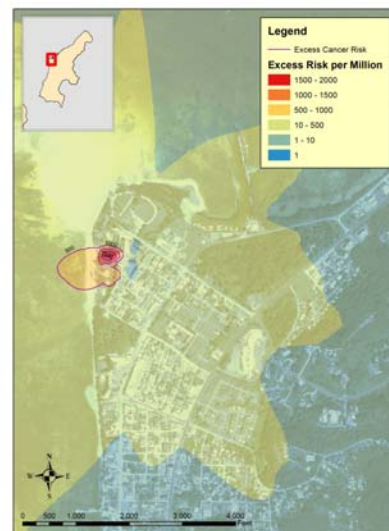 Legend
Excess Cancer Risk
Excess Risk per Million
1500 - 2000
1000 - 1500
500 - 1000
10 - 500
1 - 10
1
N
W E
S
0 500 1,000 2,000 3,000 4,000